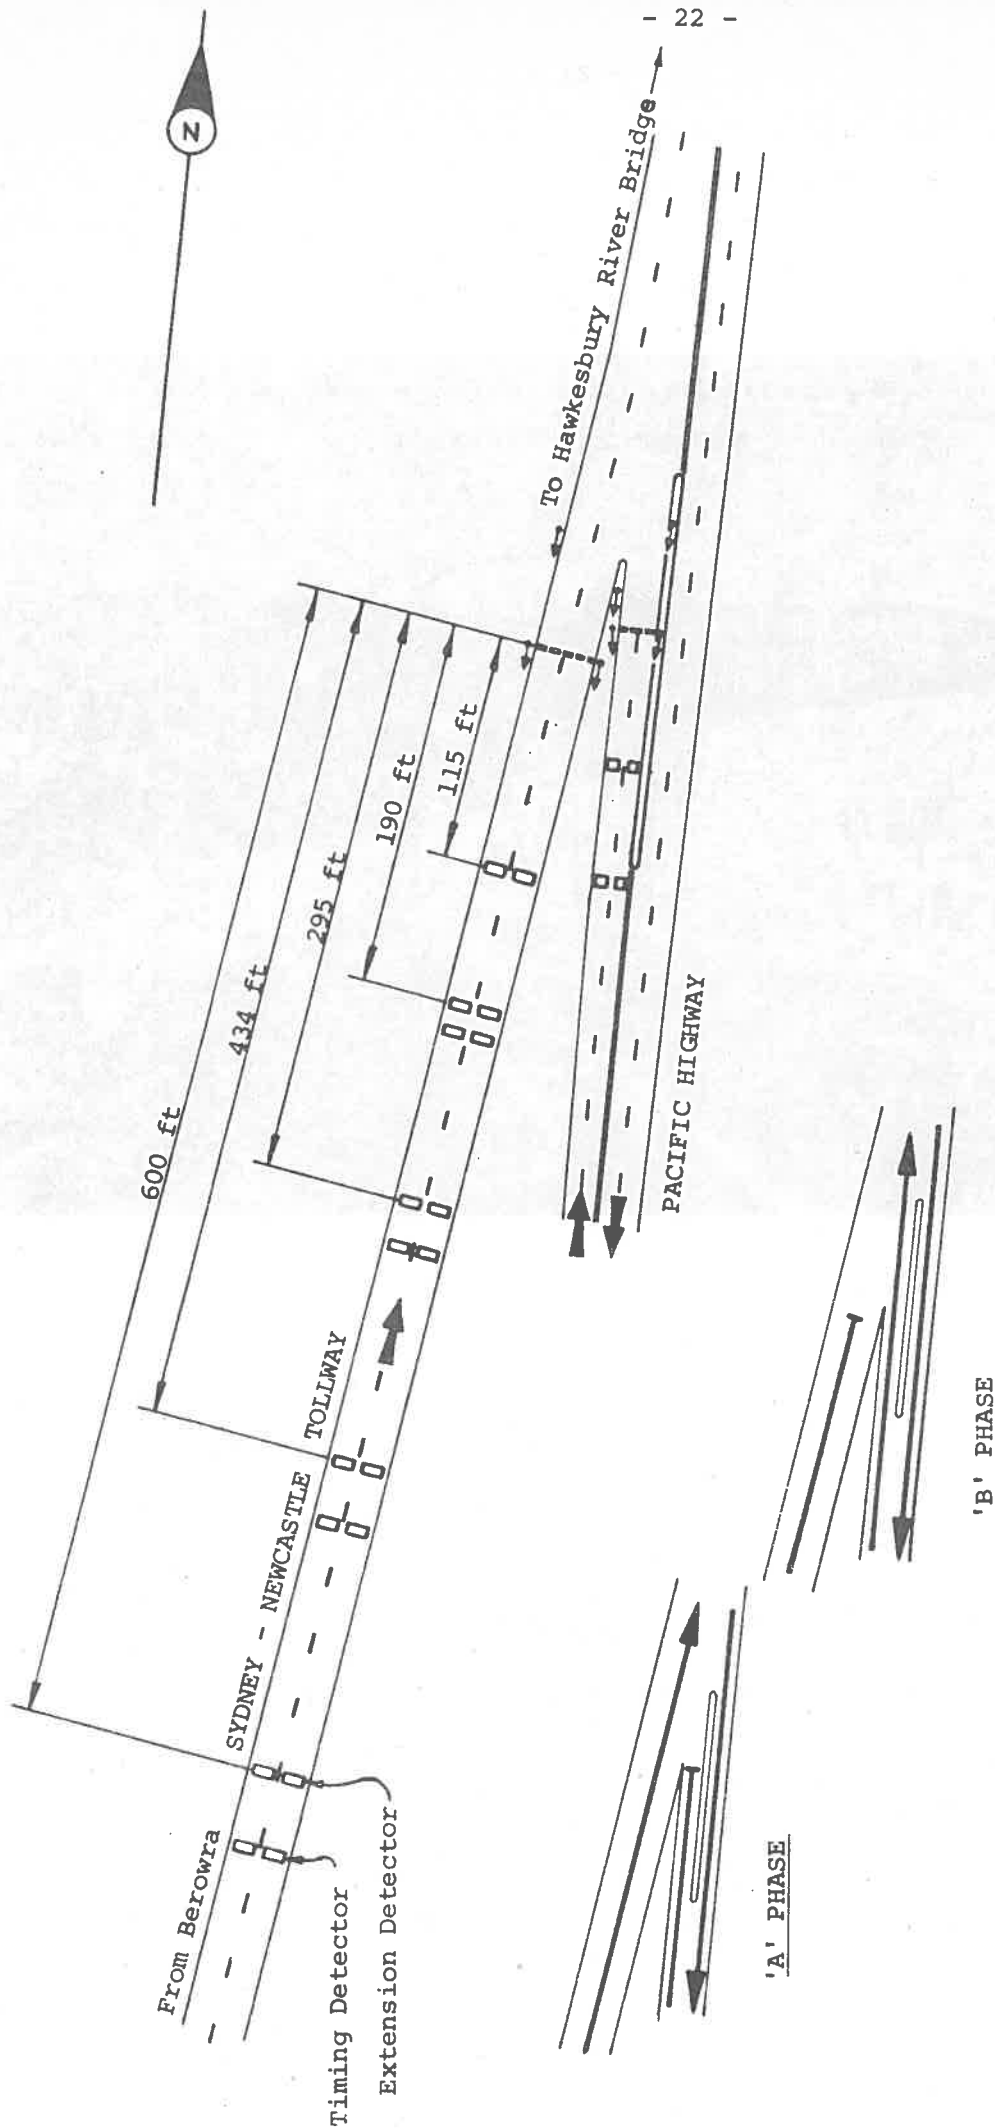 - 22 -
N
To Hawkesbury River Bridge
600 ft
434 ft
295 ft
190 ft
115 ft
From Berowra
SYDNEY - NEWCASTLE TOLLWAY
PACIFIC HIGHWAY
Timing Detector
Extension Detector
'A' PHASE
'B' PHASE